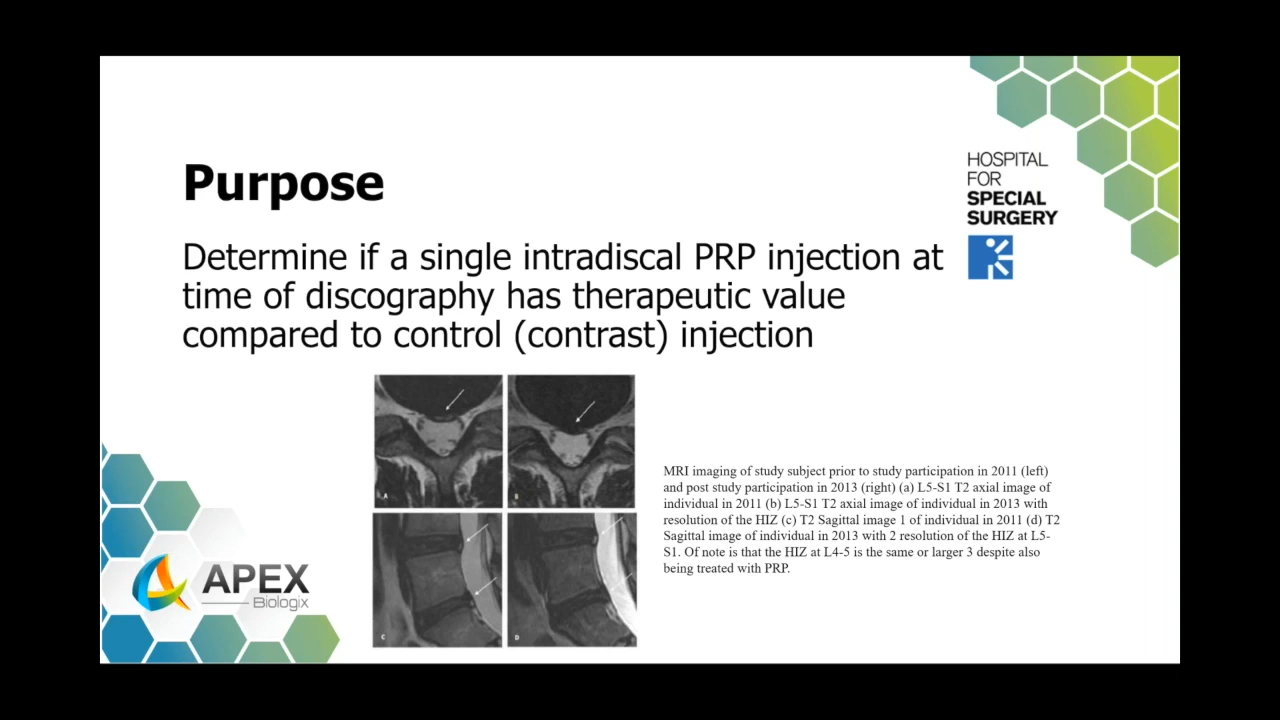 HOSPITAL
FOR
SPECIAL
SURGERY
Purpose
Determine if a single intradiscal PRP injection at
time of discography has therapeutic value
compared to control (contrast) injection
A
B
C
D
MRI imaging of study subject prior to study participation in 2011 (left)
and post study participation in 2013 (right) (a) L5-S1 T2 axial image of
individual in 2011 (b) L5-S1 T2 axial image of individual in 2013 with
resolution of the HIZ (c) T2 Sagittal image 1 of individual in 2011 (d) T2
Sagittal image of individual in 2013 with 2 resolution of the HIZ at L5-
S1. Of note is that the HIZ at L4-5 is the same or larger 3 despite also
being treated with PRP.
APEX
Biologix